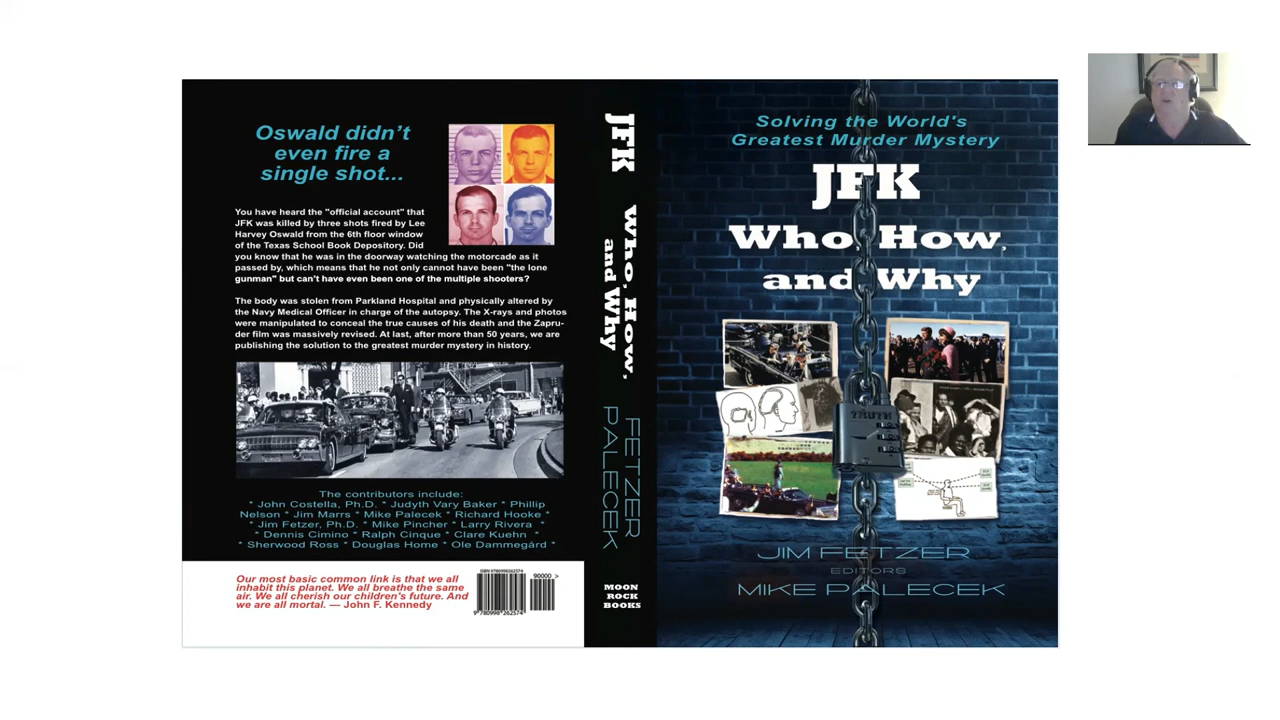 Oswald didn't
even fire a
single shot...
You have heard the "official account" that
JFK was killed by three shots fired by Lee
Harvey Oswald from the 6th floor window
of the Texas School Book Depository. Did
you know that he was in the doorway watching the motorcade as it
passed by, which means that he not only cannot have been "the lone
gunman" but can't have even been one of the multiple shooters?
The body was stolen from Parkland Hospital and physically altered by
the Navy Medical Officer in charge of the autopsy. The X-rays and photos
were manipulated to conceal the true causes of his death and the Zapru-
der film was massively revised. At last, after more than 50 years, we are
publishing the solution to the greatest murder mystery in history.
The contributors include:
* John Costella, Ph.D. * Judyth Vary Baker * Phillip
Nelson * Jim Marrs * Mike Palecek * Richard Hooke *
* Jim Fetzer, Ph.D. * Mike Pincher * Larry Rivera *
* Dennis Cimino * Ralph Cinque * Clare Kuehn *
* Sherwood Ross * Douglas Home * Ole Dammegård *
Our most basic common link is that we all
inhabit this planet. We all breathe the same
air. We all cherish our children's future. And
we are all mortal. — John F. Kennedy
ISBN 9780998262574
90000 >
9 780998 262574
JFK
Who, How,
and Why
FETZER
PALECEK
MOON
ROCK
BOOKS
Solving the World's
Greatest Murder Mystery
JFK
Who, How,
and Why
TRUTH
JIM FETZER
EDITORS
MIKE PALECEK